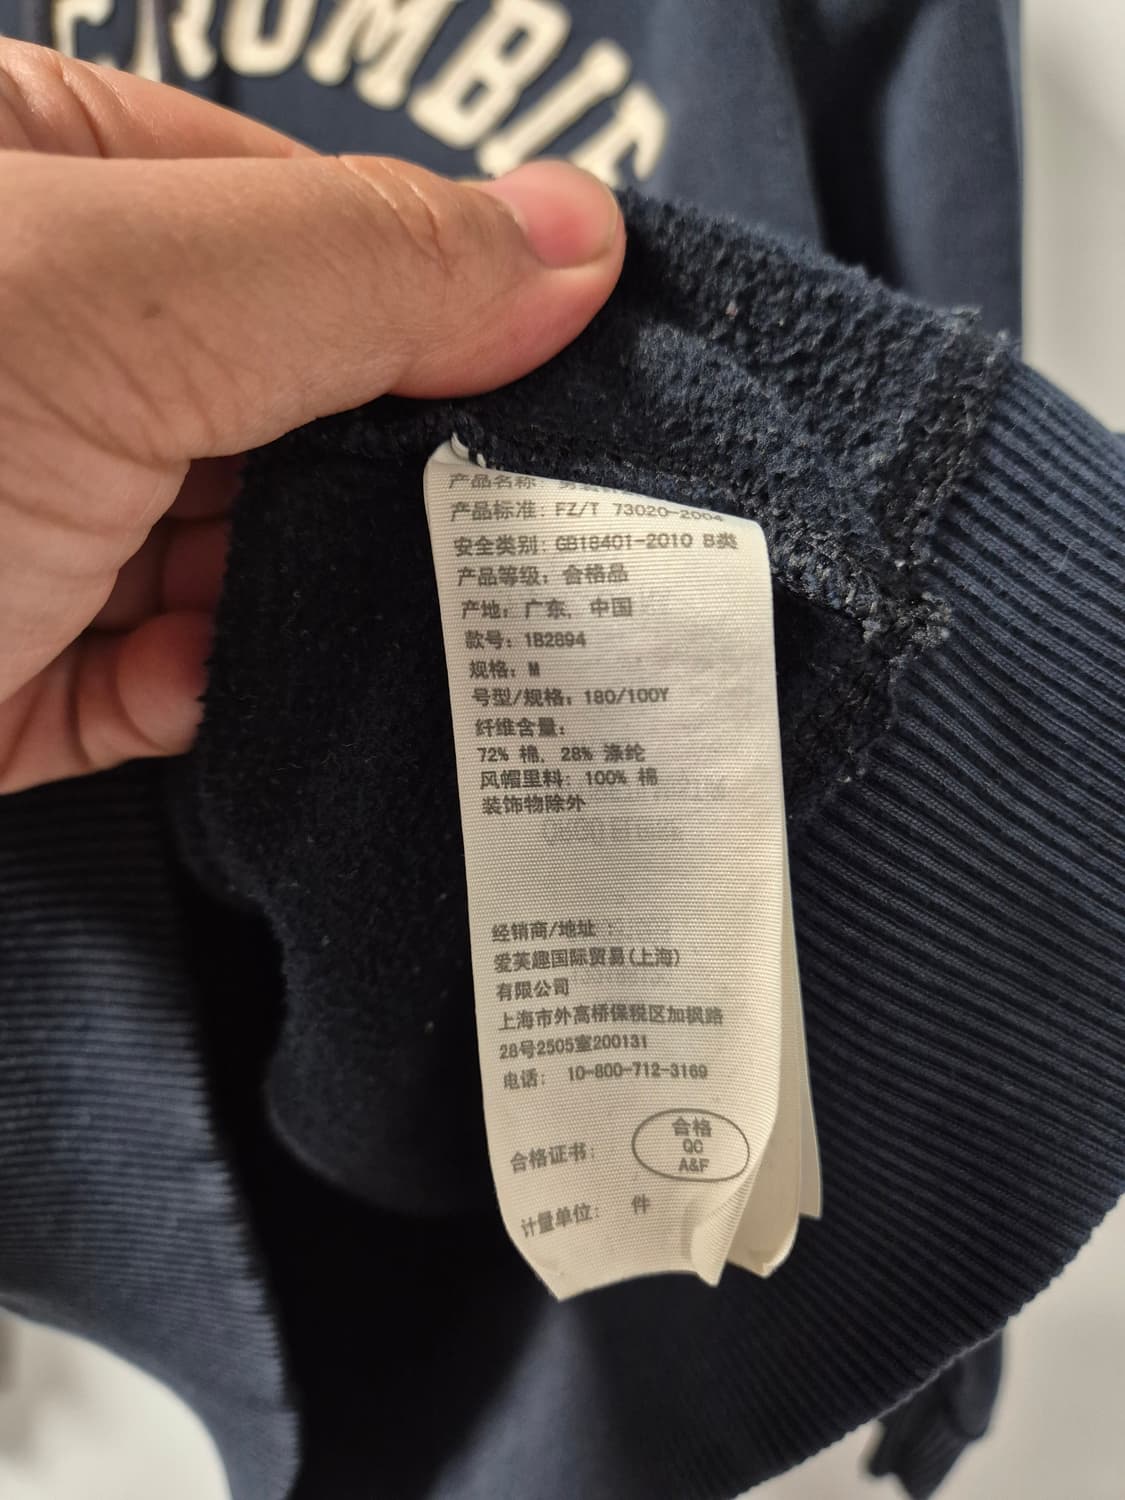 ROMBIE
产品名称:
产品标准: FZ/T 73020-2004
安全类别: GB18401-2010 B类
产品等级: 合格品
产地: 广东, 中国
款号: 1B2894
规格: M
号型/规格: 180/100Y
纤维含量:
72% 棉, 28% 涤纶
风帽里料: 100% 棉
装饰物除外
经销商/地址 :
爱芙趣国际贸易(上海)
有限公司
上海市外高桥保税区加枫路
28号2505室200131
电话: 10-800-712-3169
合格
QC
A&F
合格证书:
计量单位: 件